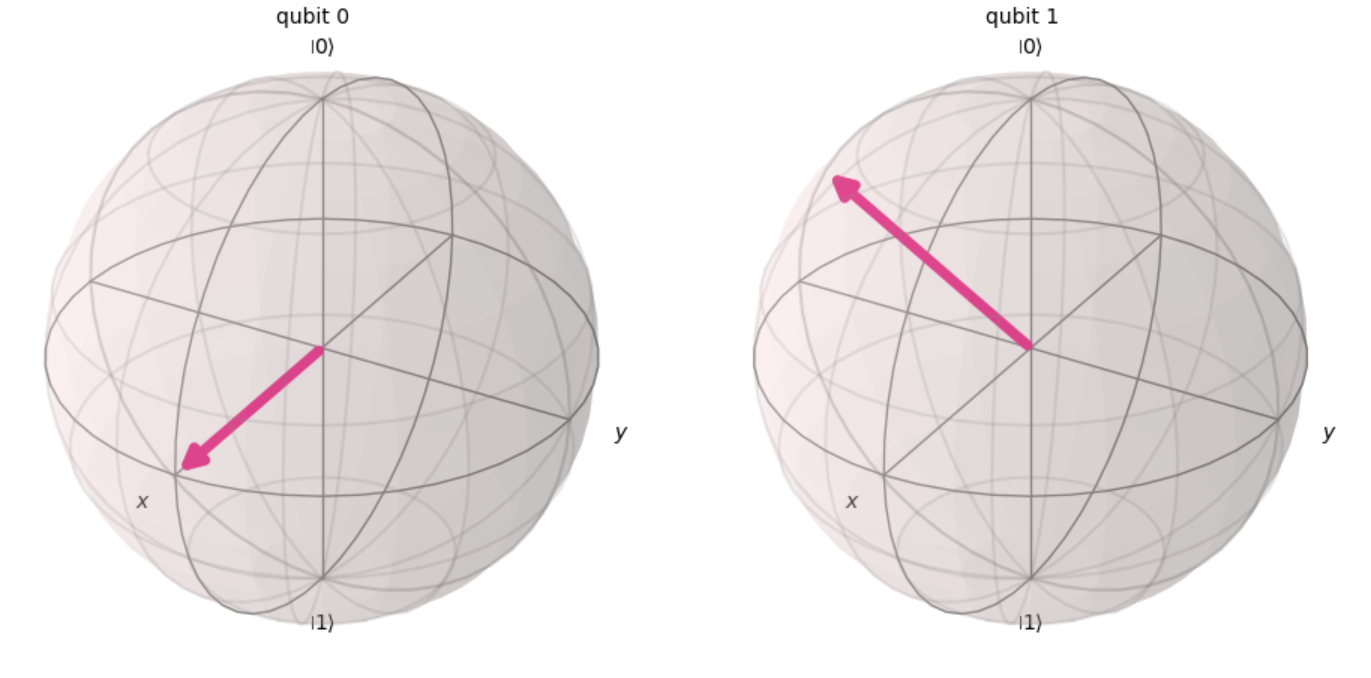 qubit 0
|0⟩
x
y
|1⟩
qubit 1
|0⟩
x
y
|1⟩